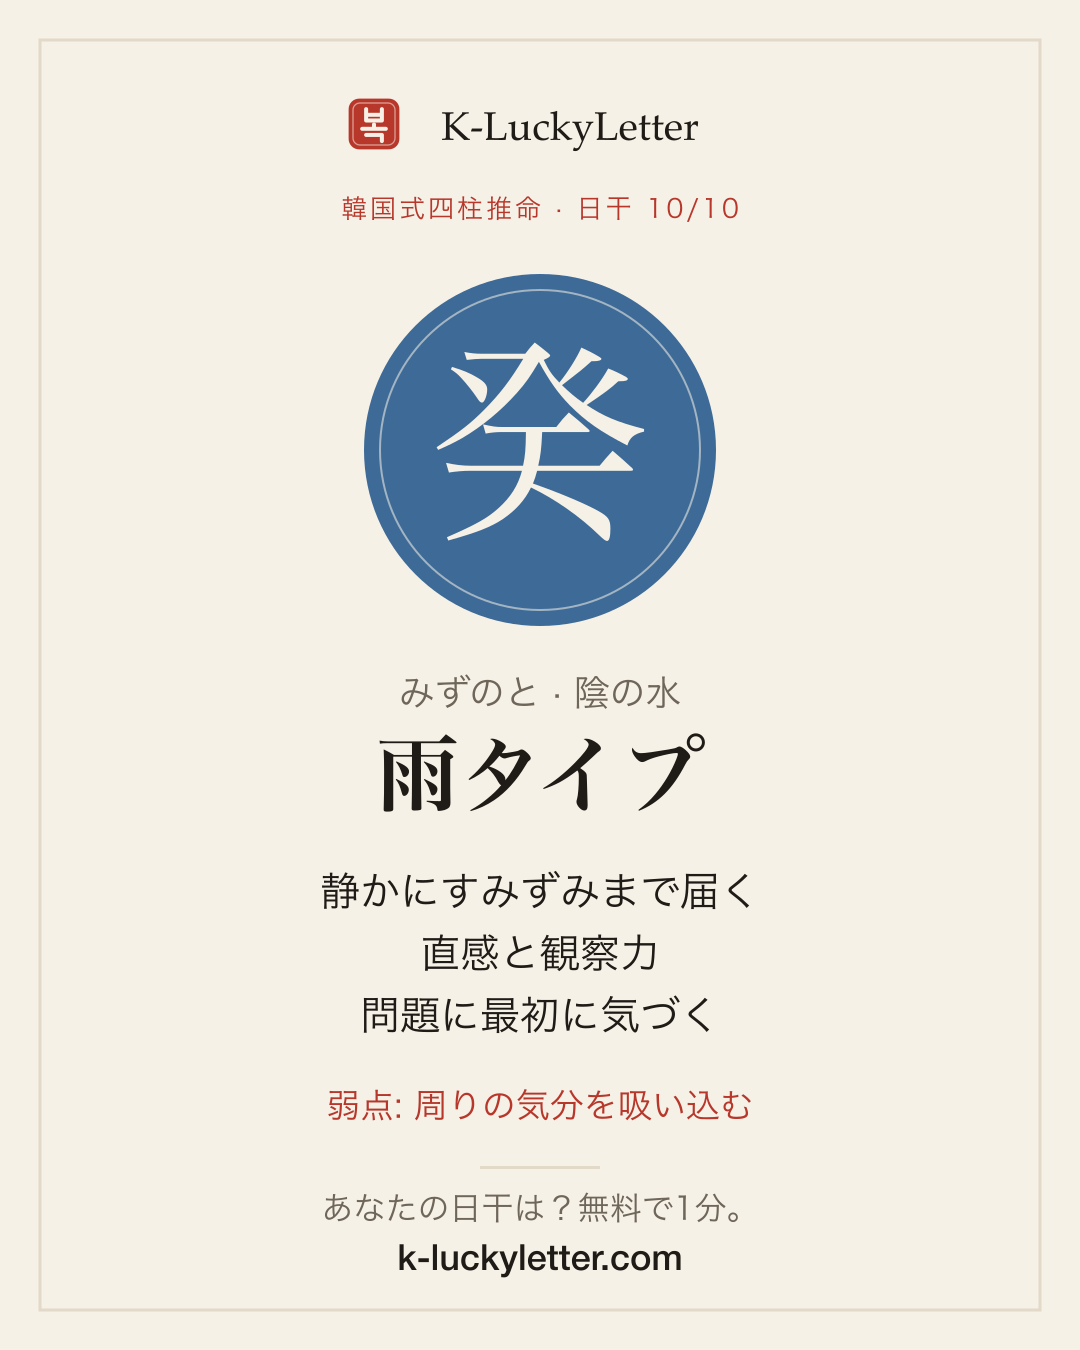 복 K-LuckyLetter
韓国式四柱推命 · 日干 10/10
癸
みずのと · 陰の水
雨タイプ
静かにすみずみまで届く
直感と観察力
問題に最初に気づく
弱点: 周りの気分を吸い込む
あなたの日干は？無料で1分。
k-luckyletter.com